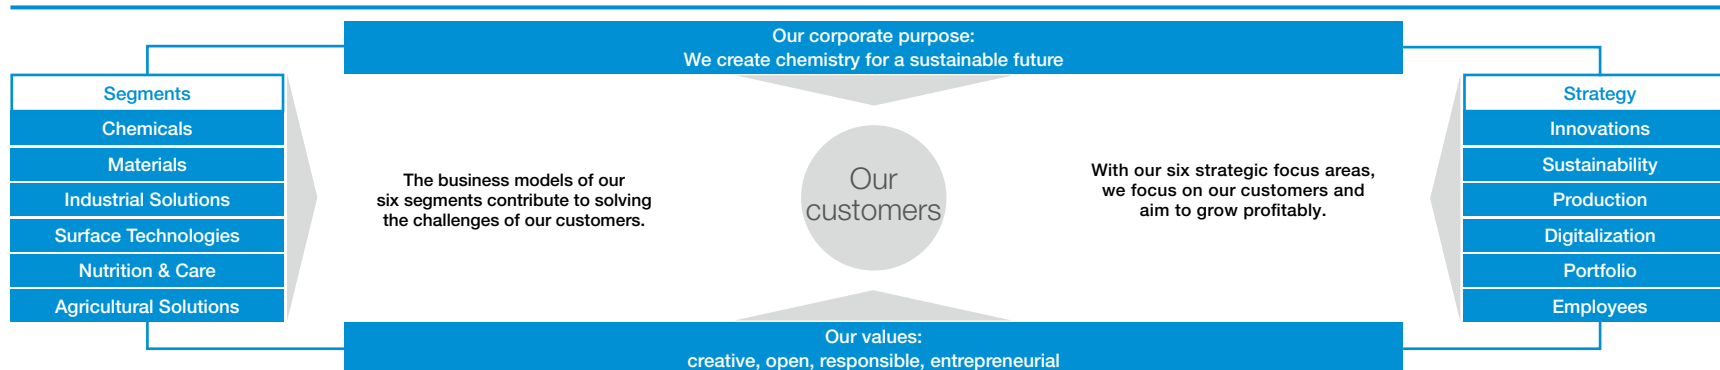 Our corporate purpose:
We create chemistry for a sustainable future
Segments
Chemicals
Materials
Industrial Solutions
Surface Technologies
Nutrition & Care
Agricultural Solutions
The business models of our
six segments contribute to solving
the challenges of our customers.
Our
customers
With our six strategic focus areas,
we focus on our customers and
aim to grow profitably.
Strategy
Innovations
Sustainability
Production
Digitalization
Portfolio
Employees
Our values:
creative, open, responsible, entrepreneurial